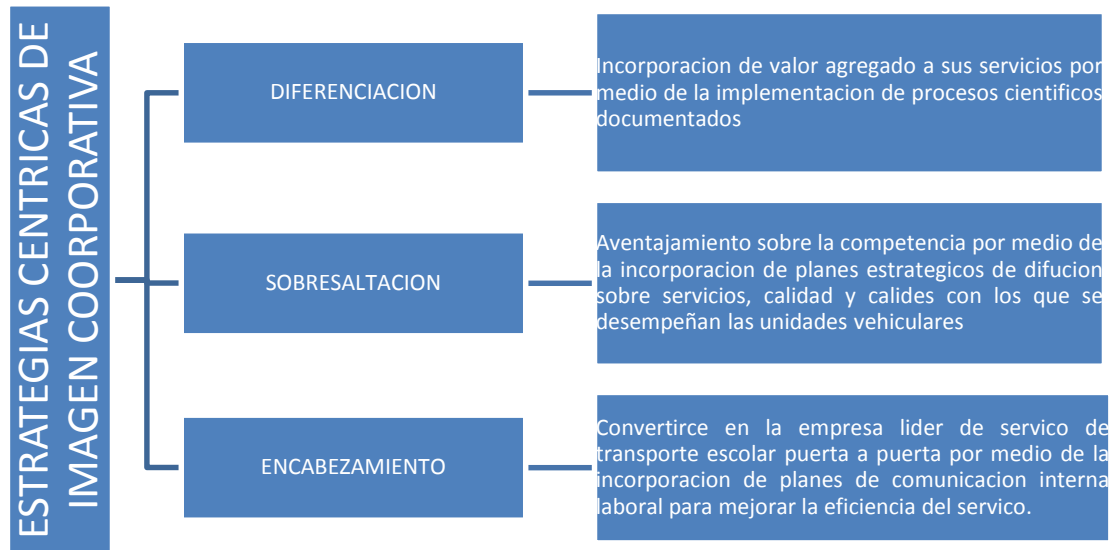 ESTRATEGIAS CENTRICAS DE
IMAGEN COORPORATIVA
DIFERENCIACION
Incorporacion de valor agregado a sus servicios por
medio de la implementacion de procesos cientificos
documentados
SOBRESALTACION
Aventajamiento sobre la competencia por medio de
la incorporacion de planes estrategicos de difucion
sobre servicios, calidad y calides con los que se
desempeñan las unidades vehiculares
ENCABEZAMIENTO
Convertirce en la empresa lider de servico de
transporte escolar puerta a puerta por medio de la
incorporacion de planes de comunicacion interna
laboral para mejorar la eficiencia del servico.